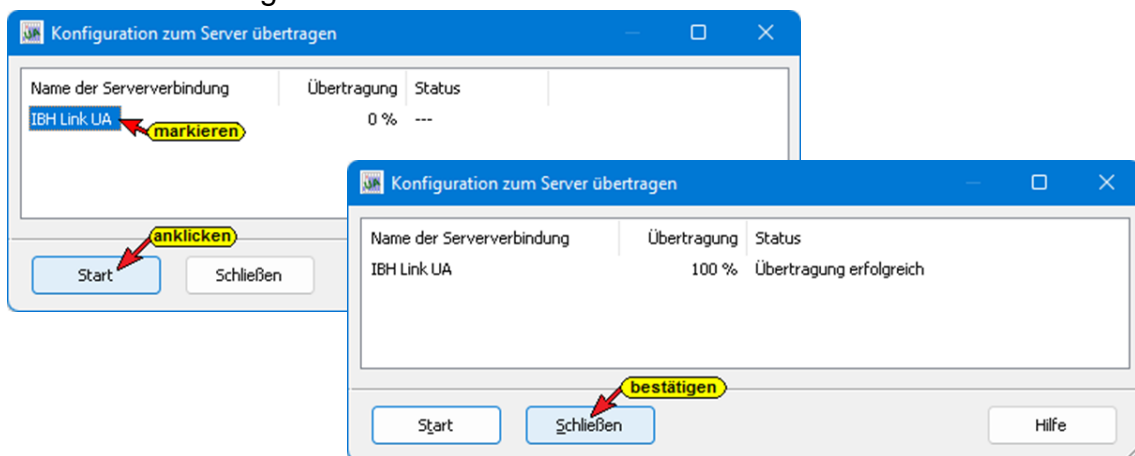 Konfiguration zum Server übertragen
Name der Serververbindung Übertragung Status
IBH Link UA 0 % ---
markieren
anklicken
Start Schließen
Konfiguration zum Server übertragen
Name der Serververbindung Übertragung Status
IBH Link UA 100 % Übertragung erfolgreich
bestätigen
Start Schließen Hilfe